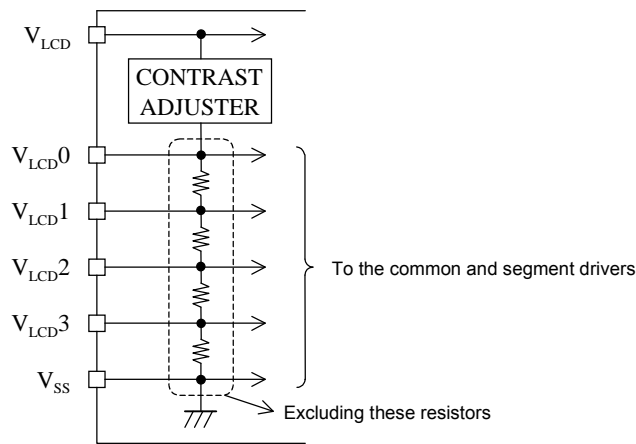 VLCD
CONTRAST
ADJUSTER
VLCD0
VLCD1
VLCD2
VLCD3
VSS
To the common and segment drivers
Excluding these resistors